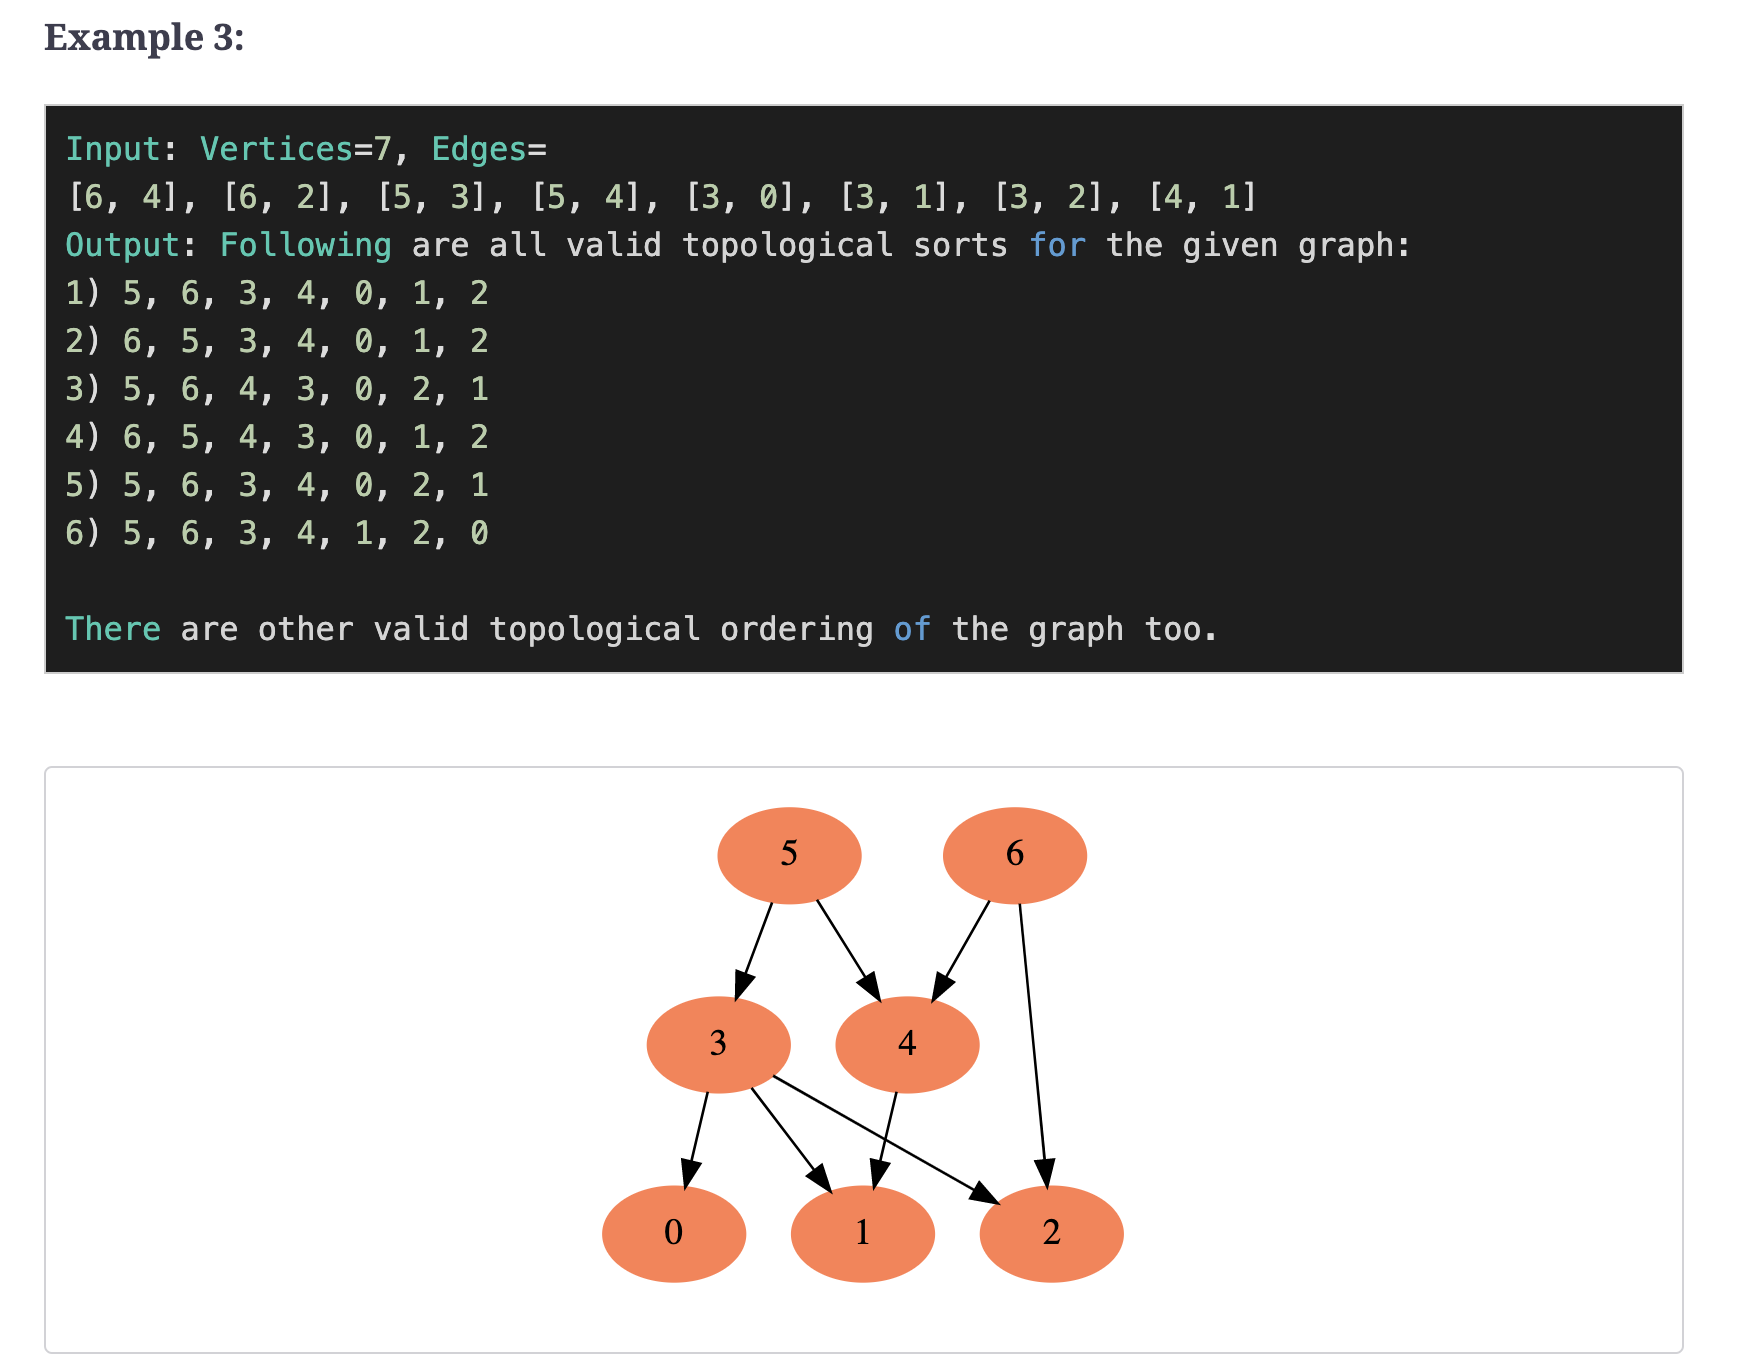 Example 3:
Input: Vertices=7, Edges=
[6, 4], [6, 2], [5, 3], [5, 4], [3, 0], [3, 1], [3, 2], [4, 1]
Output: Following are all valid topological sorts for the given graph:
1) 5, 6, 3, 4, 0, 1, 2
2) 6, 5, 3, 4, 0, 1, 2
3) 5, 6, 4, 3, 0, 2, 1
4) 6, 5, 4, 3, 0, 1, 2
5) 5, 6, 3, 4, 0, 2, 1
6) 5, 6, 3, 4, 1, 2, 0
There are other valid topological ordering of the graph too.
5 6
3 4
0 1 2